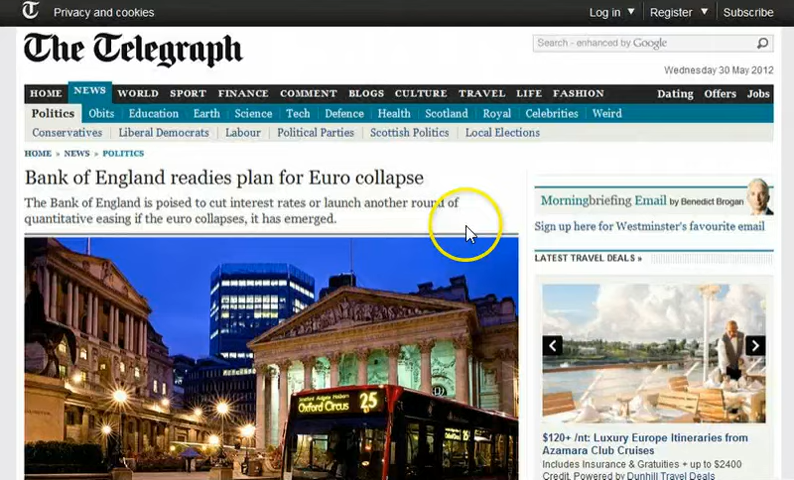 Privacy and cookies
Log in
Register
Subscribe
The Telegraph
Search - enhanced by Google
Wednesday 30 May 2012
HOME NEWS WORLD SPORT FINANCE COMMENT BLOGS CULTURE TRAVEL LIFE FASHION Dating Offers Jobs
Politics Obits Education Earth Science Tech Defence Health Scotland Royal Celebrities Weird
Conservatives Liberal Democrats Labour Political Parties Scottish Politics Local Elections
HOME » NEWS » POLITICS
Bank of England readies plan for Euro collapse
The Bank of England is poised to cut interest rates or launch another round of
quantitative easing if the euro collapses, it has emerged.
Oxford Circus 25
Morningbriefing Email by Benedict Brogan
Sign up here for Westminster's favourite email
LATEST TRAVEL DEALS »
$120+ /nt: Luxury Europe Itineraries from
Azamara Club Cruises
Includes Insurance & Gratuities + up to $2400
Credit. Powered by Dunhill Travel Deals